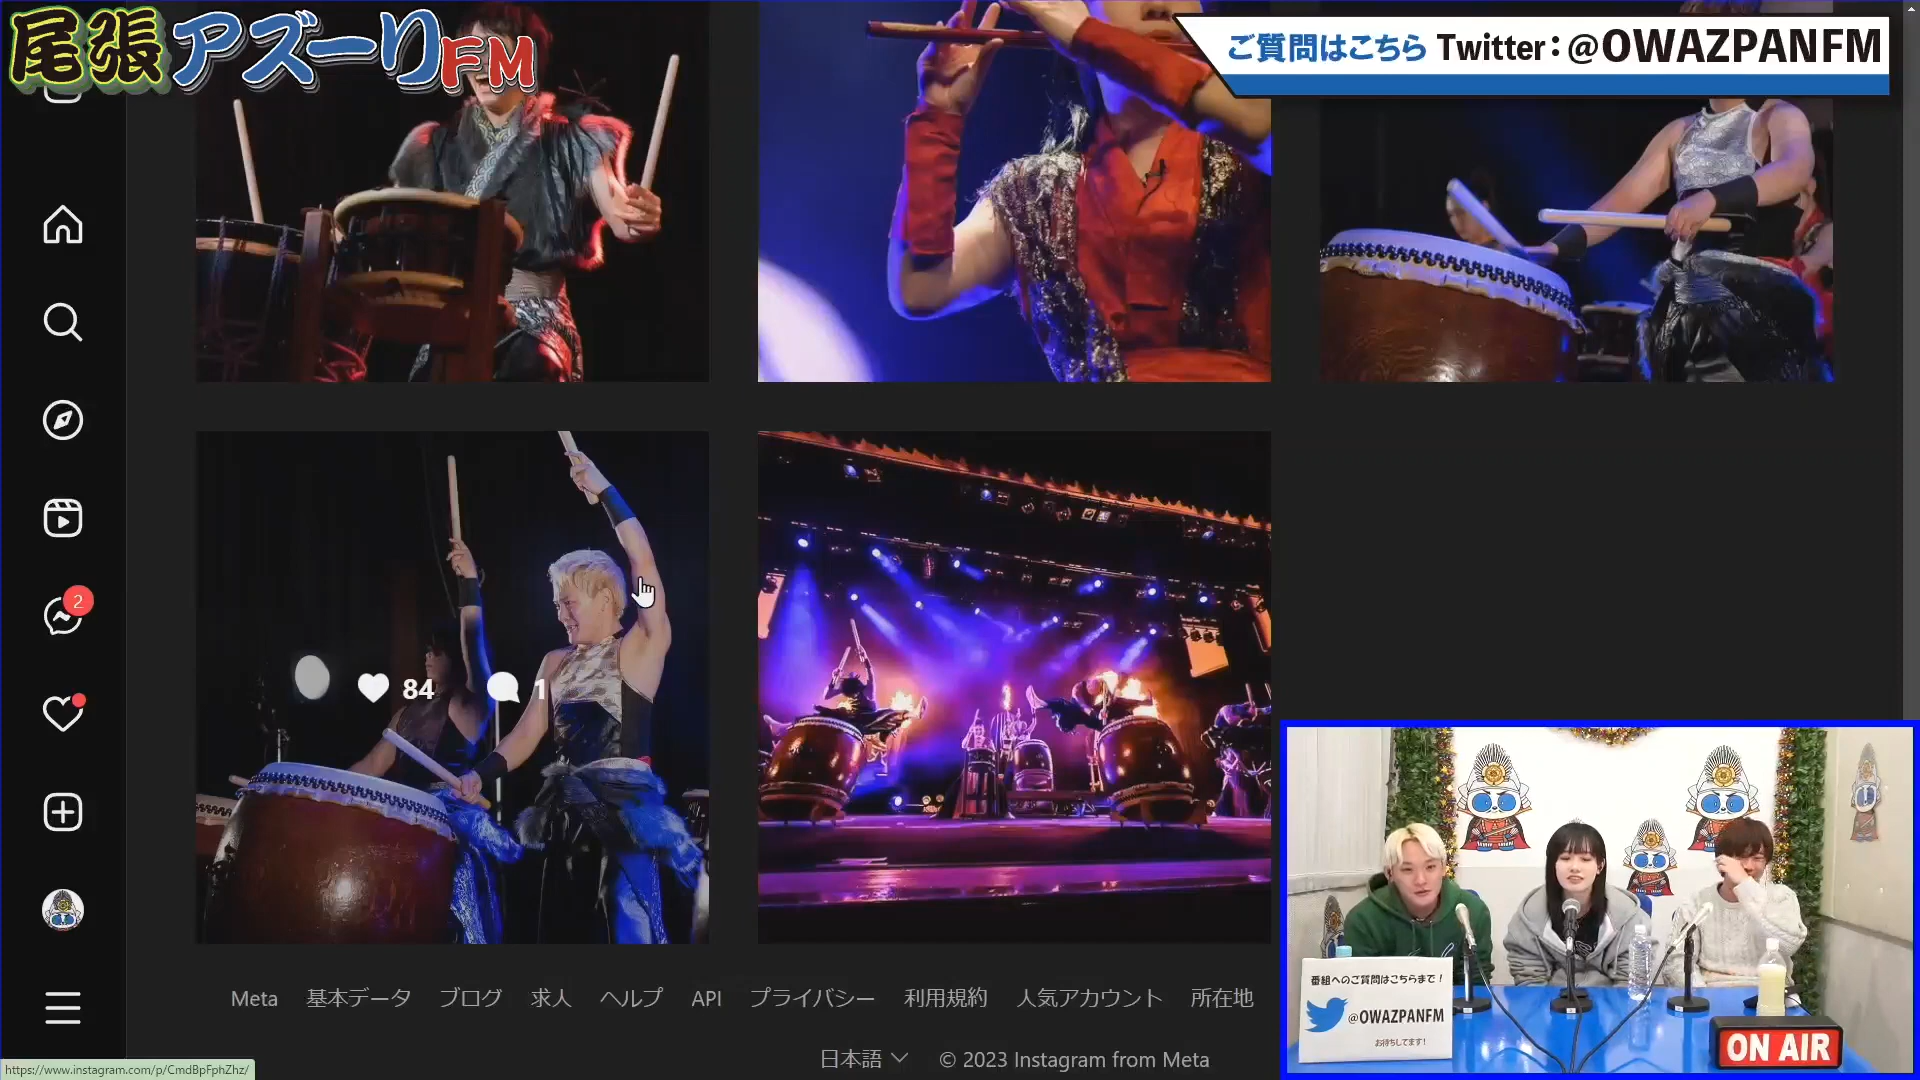 尾張アズーリFM
ご質問はこちら Twitter：@OWAZPANFM
2
84
1
Meta 基本データ ブログ 求人 ヘルプ API プライバシー 利用規約 人気アカウント 所在地
日本語 © 2023 Instagram from Meta
https://www.instagram.com/p/CmdBpFphZhz/
番組へのご質問はこちらまで！
@OWAZPANFM
お待ちしてます！
ON AIR